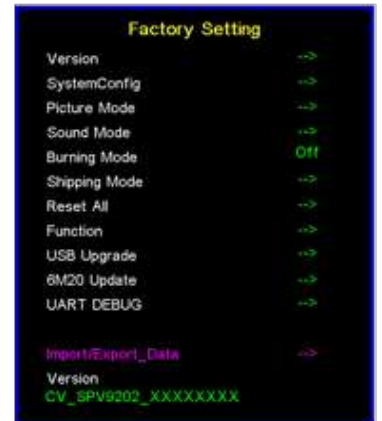 Factory Setting
Version -->
SystemConfig -->
Picture Mode -->
Sound Mode -->
Burning Mode Off
Shipping Mode -->
Reset All -->
Function -->
USB Upgrade -->
6M20 Update -->
UART DEBUG -->
Import/Export_Data -->
Version
CV_SPV9202_XXXXXXXX